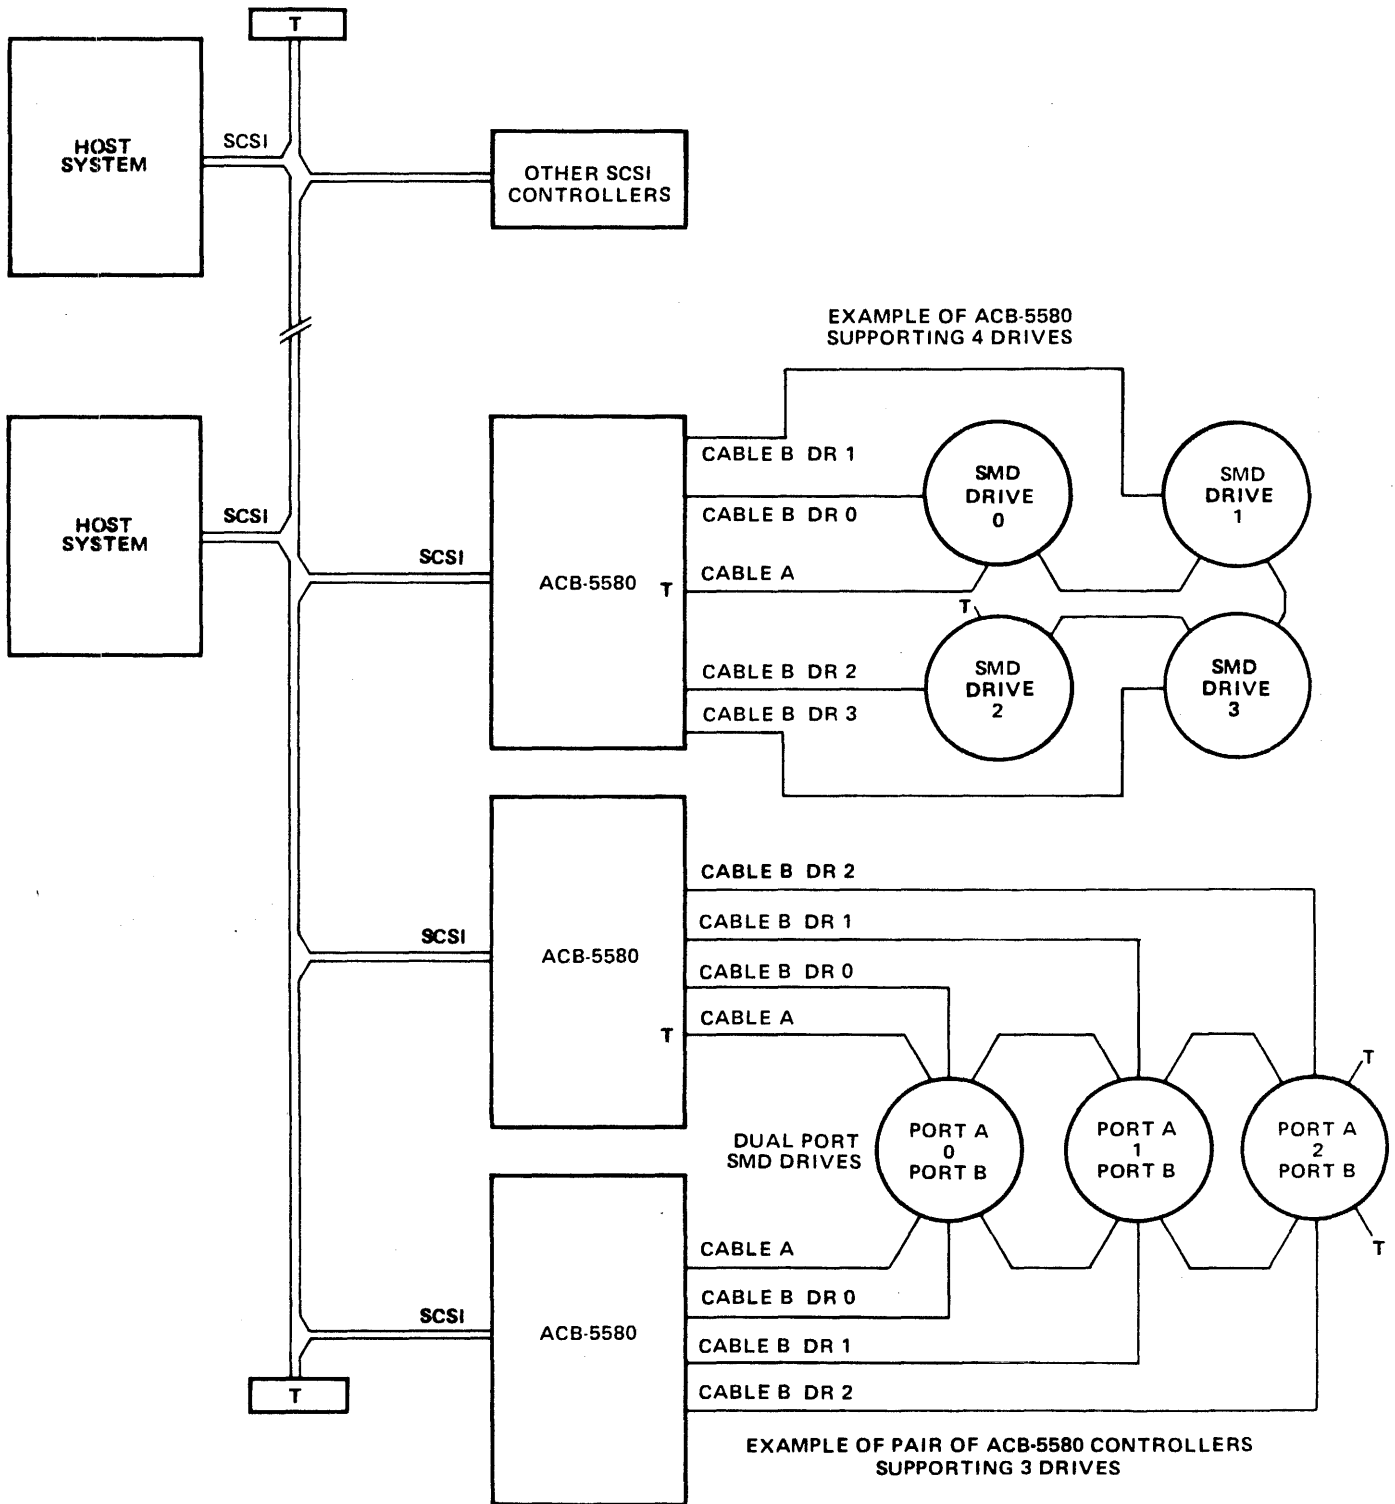 T
HOST
SYSTEM
SCSI
OTHER SCSI
CONTROLLERS
EXAMPLE OF ACB-5580
SUPPORTING 4 DRIVES
HOST
SYSTEM
SCSI
SCSI
ACB-5580
T
CABLE B DR 1
CABLE B DR 0
CABLE A
CABLE B DR 2
CABLE B DR 3
SMD
DRIVE
0
SMD
DRIVE
1
T
SMD
DRIVE
2
SMD
DRIVE
3
SCSI
ACB-5580
T
CABLE B DR 2
CABLE B DR 1
CABLE B DR 0
CABLE A
DUAL PORT
SMD DRIVES
PORT A
0
PORT B
PORT A
1
PORT B
PORT A
2
PORT B
T
T
SCSI
ACB-5580
CABLE A
CABLE B DR 0
CABLE B DR 1
CABLE B DR 2
T
EXAMPLE OF PAIR OF ACB-5580 CONTROLLERS
SUPPORTING 3 DRIVES